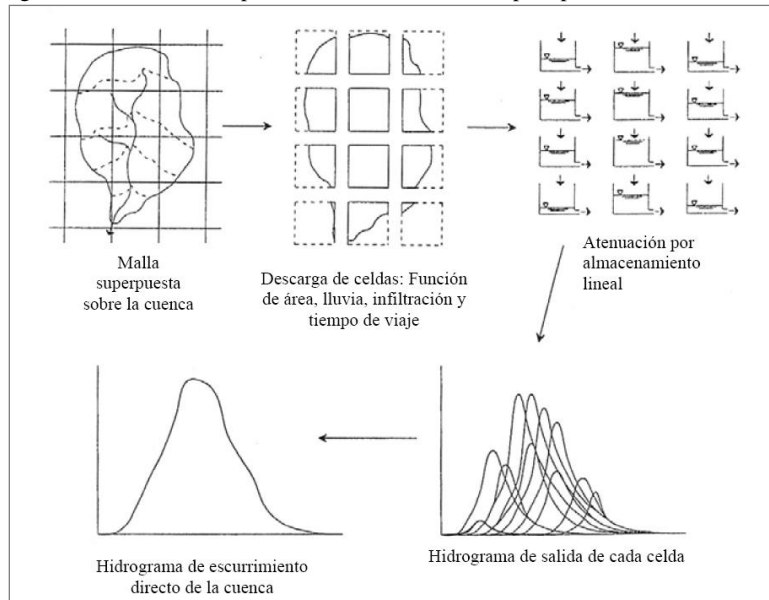 Malla
superpuesta
sobre la cuenca
Descarga de celdas: Función
de área, lluvia, infiltración y
tiempo de viaje
Atenuación por
almacenamiento
lineal
Hidrograma de escurrimiento
directo de la cuenca
Hidrograma de salida de cada celda